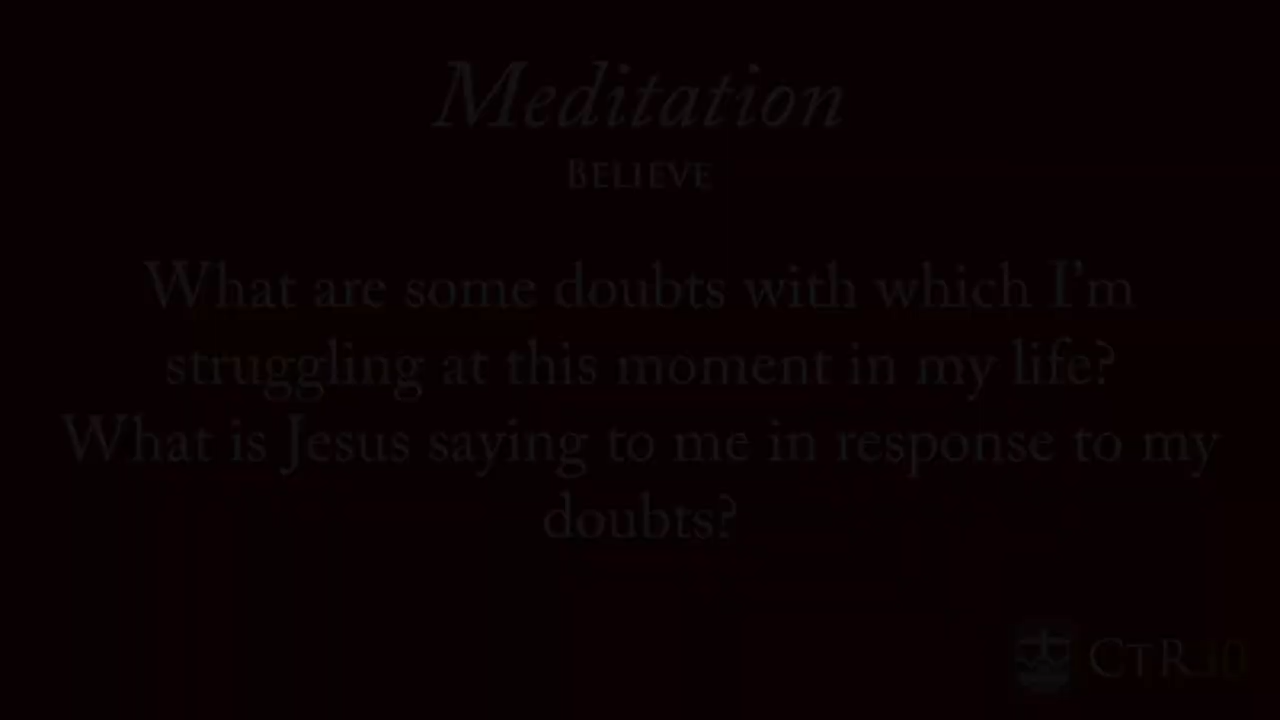 Meditation
BELIEVE
What are some doubts with which I'm
struggling at this moment in my life?
What is Jesus saying to me in response to my
doubts?
CTR.10